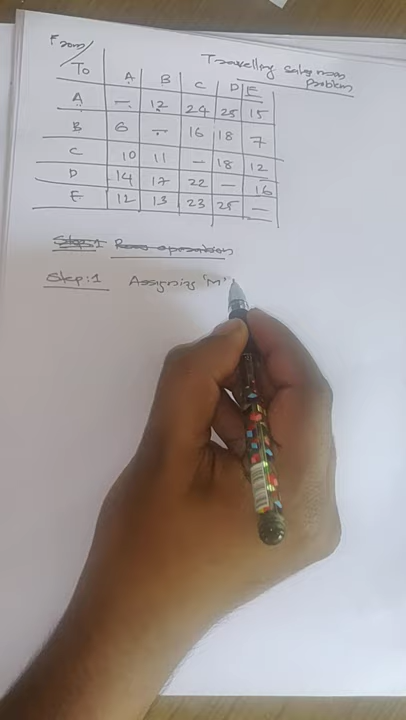 From/
To
Travelling salesman
problem
A B C D E
A — 12 24 25 15
B 6 — 16 18 7
C 10 11 — 18 12
D 14 17 22 — 16
E 12 13 23 25 —
Step:1 Row operation
Step:1 Assigning 'M'